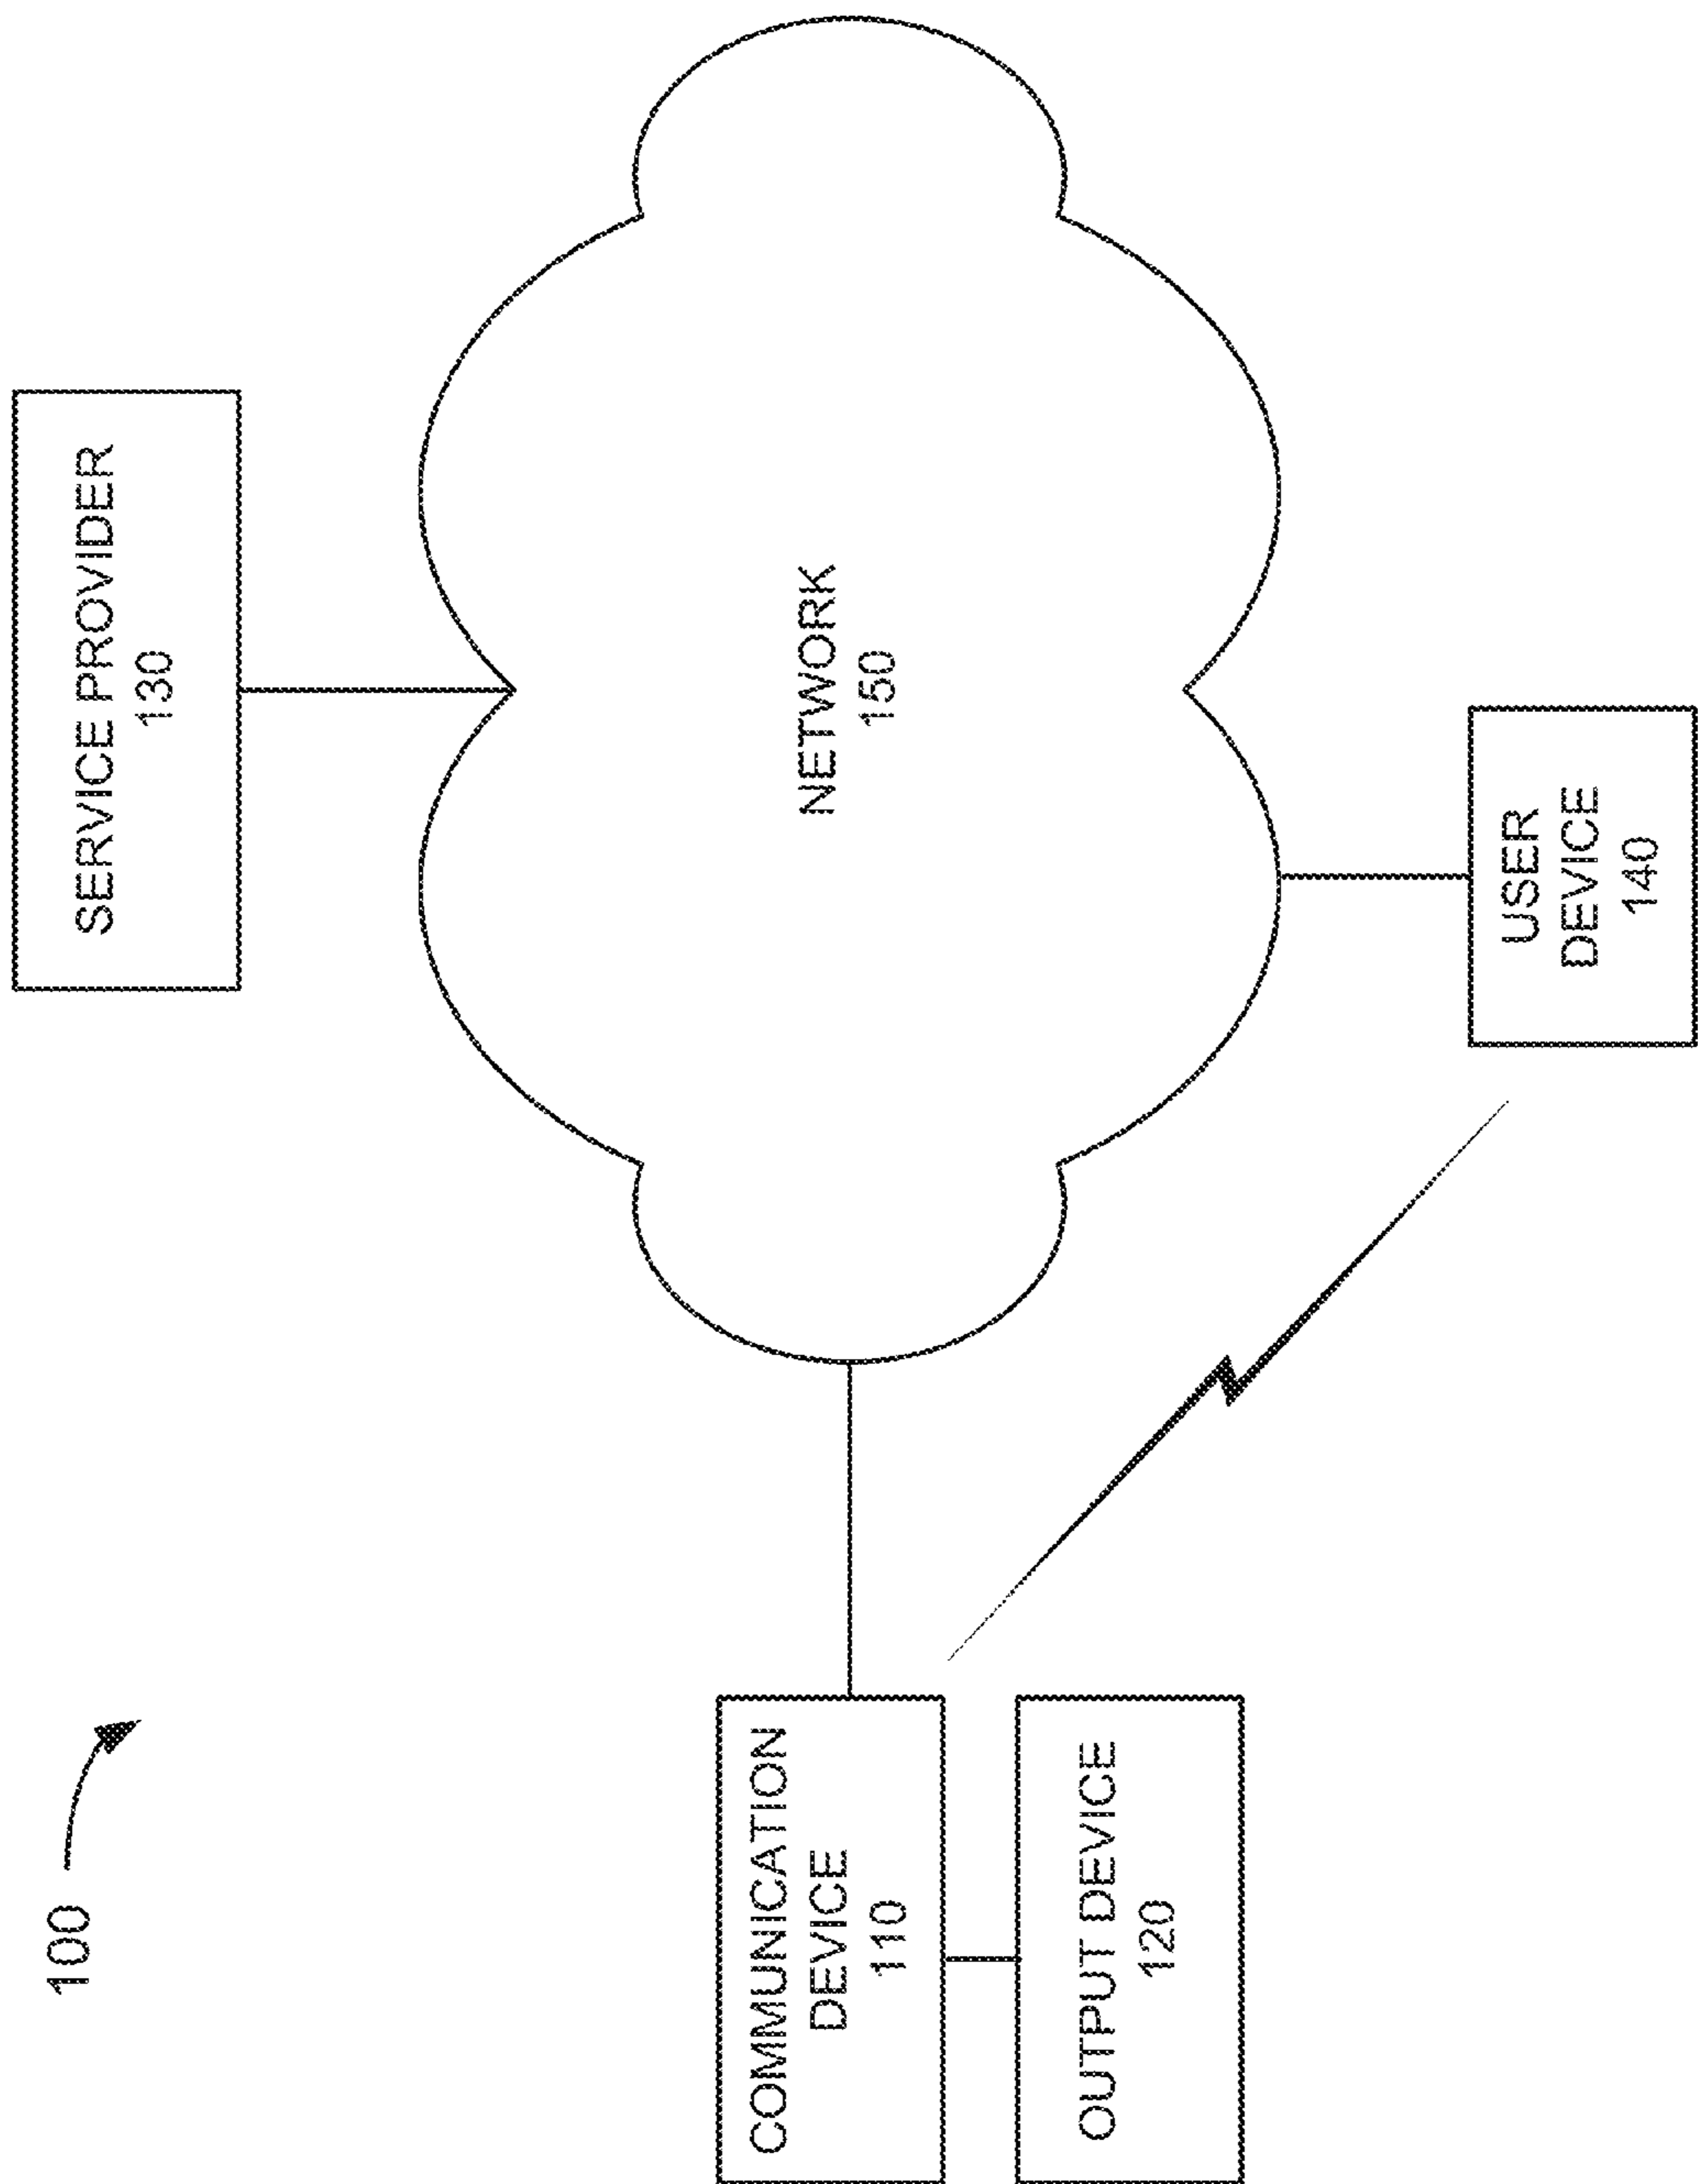 100
SERVICE PROVIDER
130
NETWORK
150
COMMUNICATION
DEVICE
110
OUTPUT DEVICE
120
USER
DEVICE
140